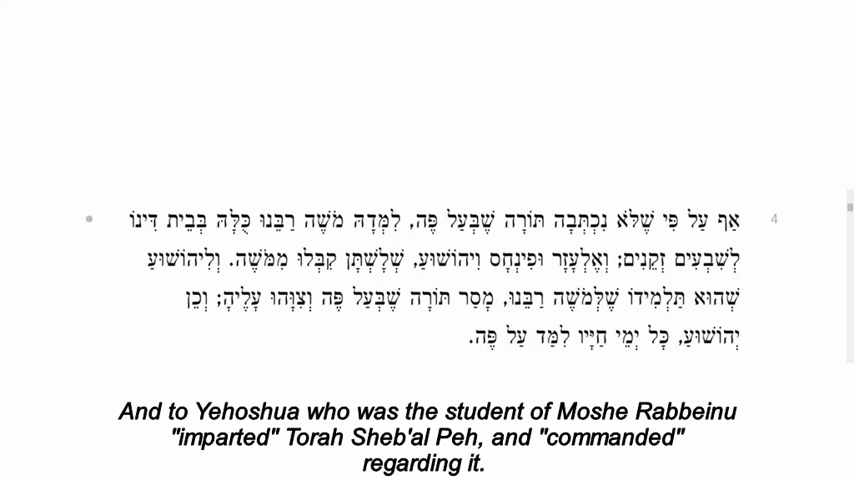 4 אַף עַל פִּי שֶׁלֹּא נִכְתְּבָה תּוֹרָה שֶׁבְּעַל פֶּה, לִמְּדָהּ מֹשֶׁה רַבֵּנוּ כֻּלָּהּ בְּבֵית דִּינוֹ
לְשִׁבְעִים זְקֵנִים; וְאֶלְעָזָר וּפִינְחָס וִיהוֹשׁוּעַ, שְׁלָשְׁתָּן קִבְּלוּ מִמֹּשֶׁה. וְלִיהוֹשׁוּעַ
שְׁהוּא תַּלְמִידוֹ שֶׁלְּמֹשֶׁה רַבֵּנוּ, מָסַר תּוֹרָה שֶׁבְּעַל פֶּה וְצִוָּהוּ עָלֶיהָ; וְכֵן
יְהוֹשׁוּעַ, כָּל יְמֵי חַיָּיו לִמַּד עַל פֶּה.
And to Yehoshua who was the student of Moshe Rabbeinu
"imparted" Torah Sheb'al Peh, and "commanded"
regarding it.